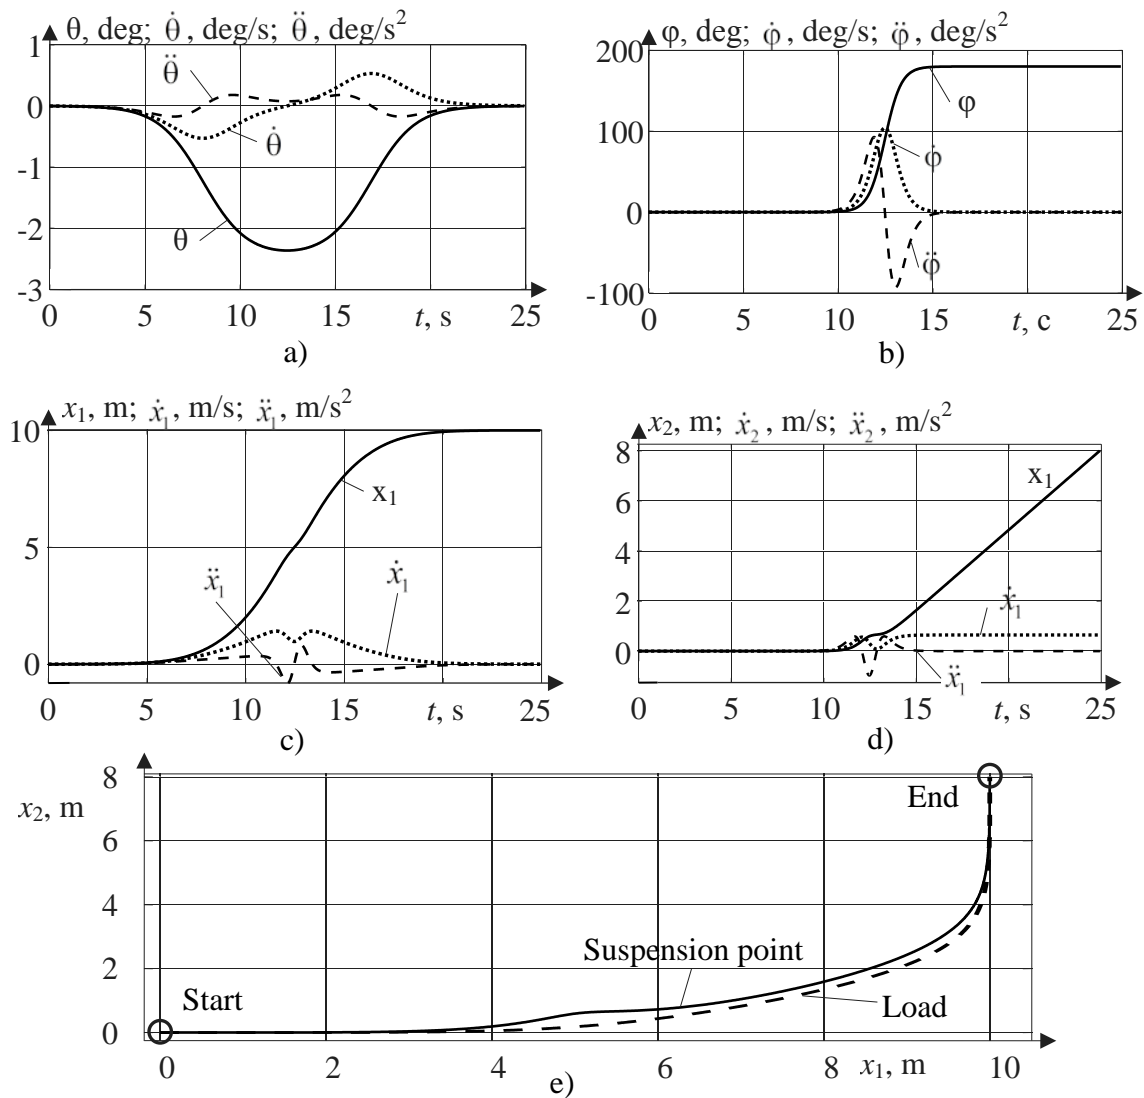 θ, deg; θ̇, deg/s; θ̈, deg/s²
1
0
-1
-2
-3
θ̈
θ̇
θ
0 5 10 15 t, s 25
a)
φ, deg; φ̇, deg/s; φ̈, deg/s²
200
100
0
-100
φ
φ̇
φ̈
0 5 10 15 t, c 25
b)
x₁, m; ẋ₁, m/s; ẍ₁, m/s²
10
5
0
x₁
ẍ₁
ẋ₁
0 5 10 15 t, s 25
c)
x₂, m; ẋ₂, m/s; ẍ₂, m/s²
8
6
4
2
0
x₁
ẋ₁
ẍ₁
0 5 10 15 t, s 25
d)
x₂, m
8
6
4
2
0
End
Suspension point
Start
Load
0 2 4 6 8 x₁, m 10
e)